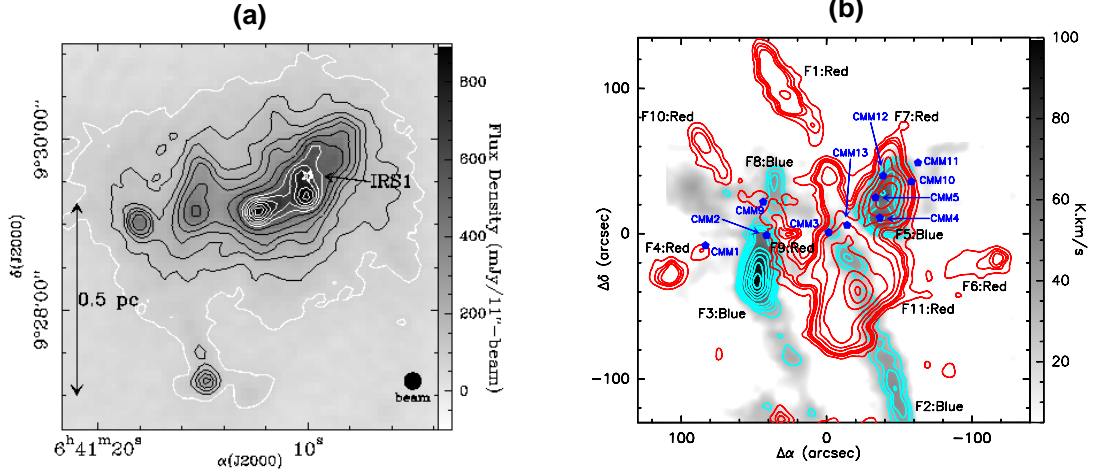 (a)
(b)
IRS1
0.5 pc
beam
9°30'00''
9°28'00''
δ(J2000)
6ʰ41ᵐ20ˢ
10ˢ
α(J2000)
800
600
400
200
0
Flux Density (mJy/11''-beam)
F1:Red
F10:Red
F7:Red
CMM12
CMM13
CMM11
F8:Blue
CMM10
CMM2
CMM5
CMM9
CMM3
CMM4
F5:Blue
F4:Red
CMM1
F9:Red
F6:Red
F3:Blue
F11:Red
F2:Blue
100
0
-100
Δδ (arcsec)
100
0
-100
Δα (arcsec)
100
80
60
40
20
K.km/s